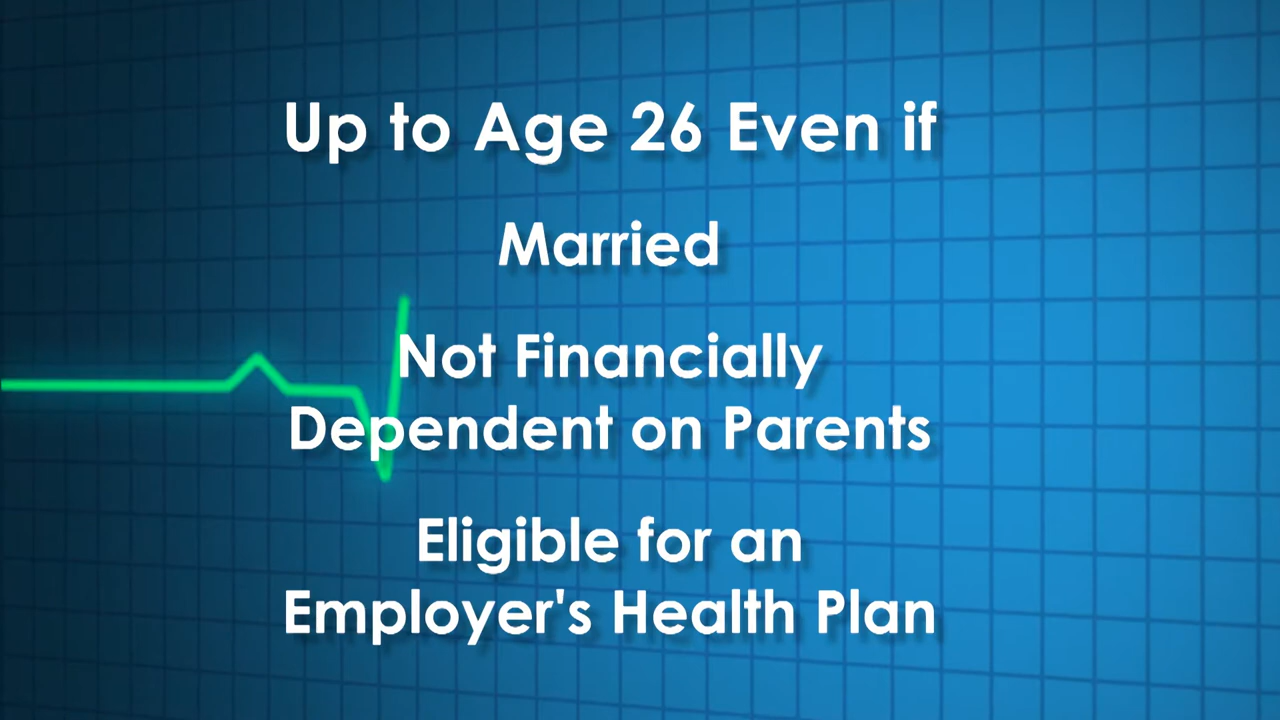 Up to Age 26 Even if
Married
Not Financially
Dependent on Parents
Eligible for an
Employer's Health Plan